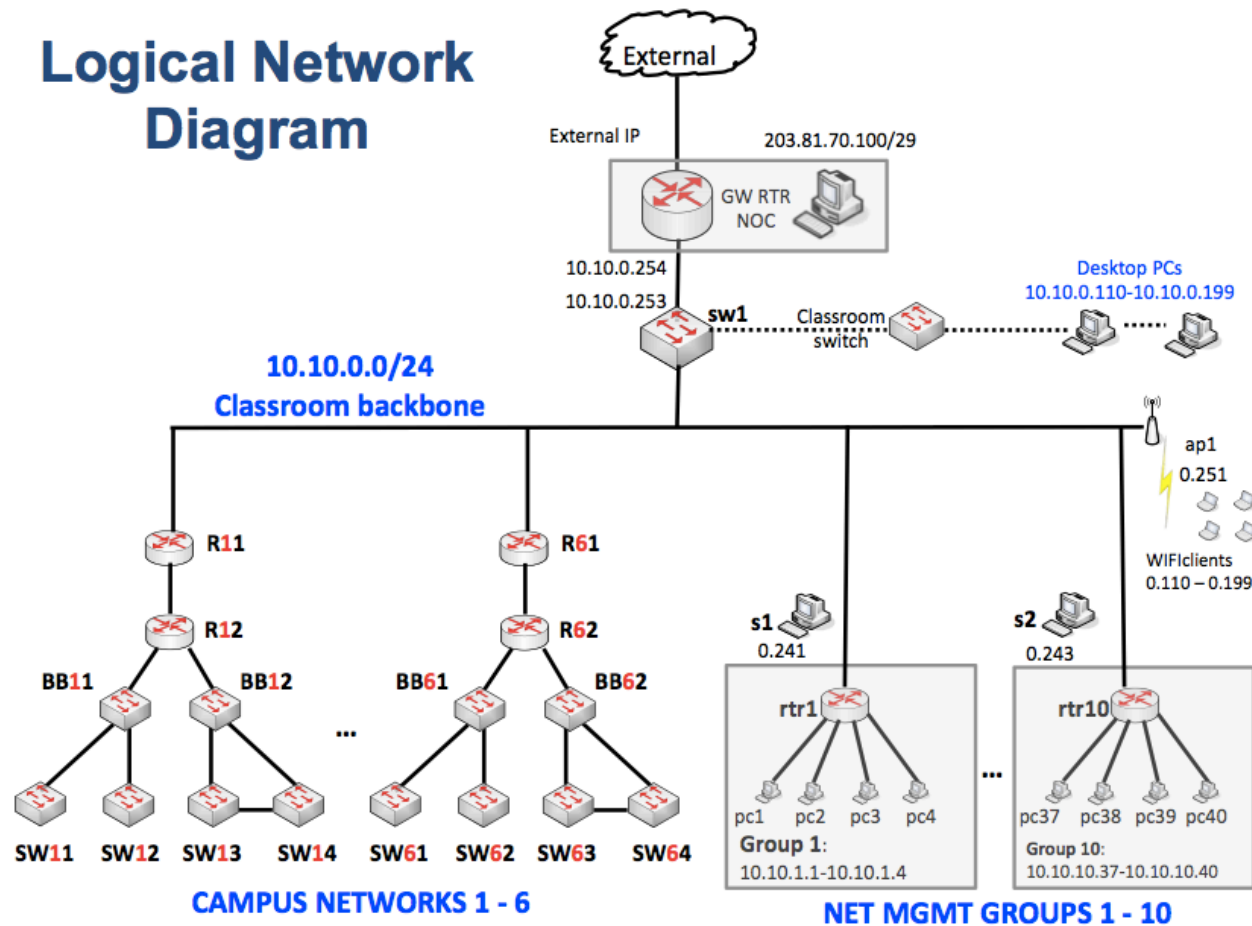 Logical Network
Diagram
External
External IP
203.81.70.100/29
GW RTR
NOC
10.10.0.254
10.10.0.253
sw1
Classroom
switch
Desktop PCs
10.10.0.110-10.10.0.199
10.10.0.0/24
Classroom backbone
ap1
0.251
WIFIclients
0.110 – 0.199
R11
R61
R12
R62
s1
0.241
s2
0.243
BB11
BB12
BB61
BB62
...
rtr1
rtr10
...
pc1
pc2
pc3
pc4
pc37
pc38
pc39
pc40
SW11
SW12
SW13
SW14
SW61
SW62
SW63
SW64
Group 1:
10.10.1.1-10.10.1.4
Group 10:
10.10.10.37-10.10.10.40
CAMPUS NETWORKS 1 - 6
NET MGMT GROUPS 1 - 10